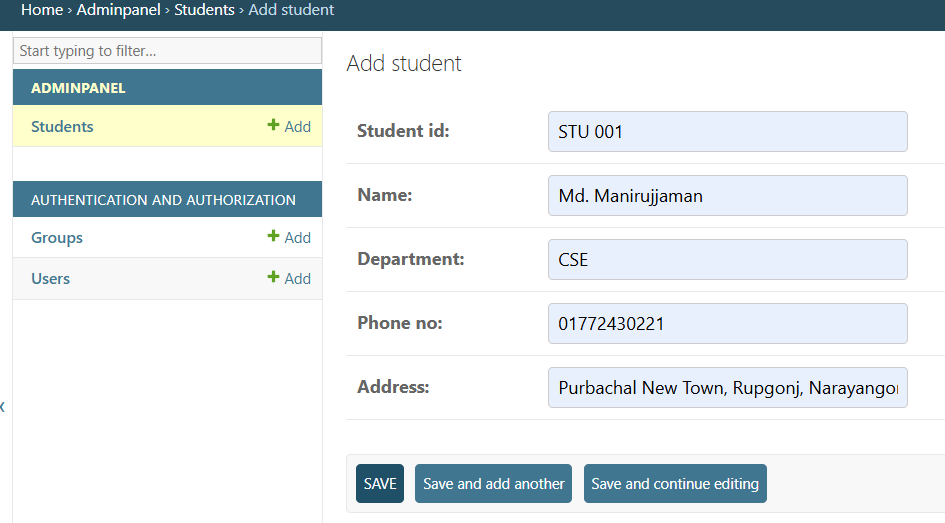 Home › Adminpanel › Students › Add student
Start typing to filter...
ADMINPANEL
Students + Add
AUTHENTICATION AND AUTHORIZATION
Groups + Add
Users + Add
Add student
Student id: STU 001
Name: Md. Manirujjaman
Department: CSE
Phone no: 01772430221
Address: Purbachal New Town, Rupgonj, Narayangon
SAVE Save and add another Save and continue editing